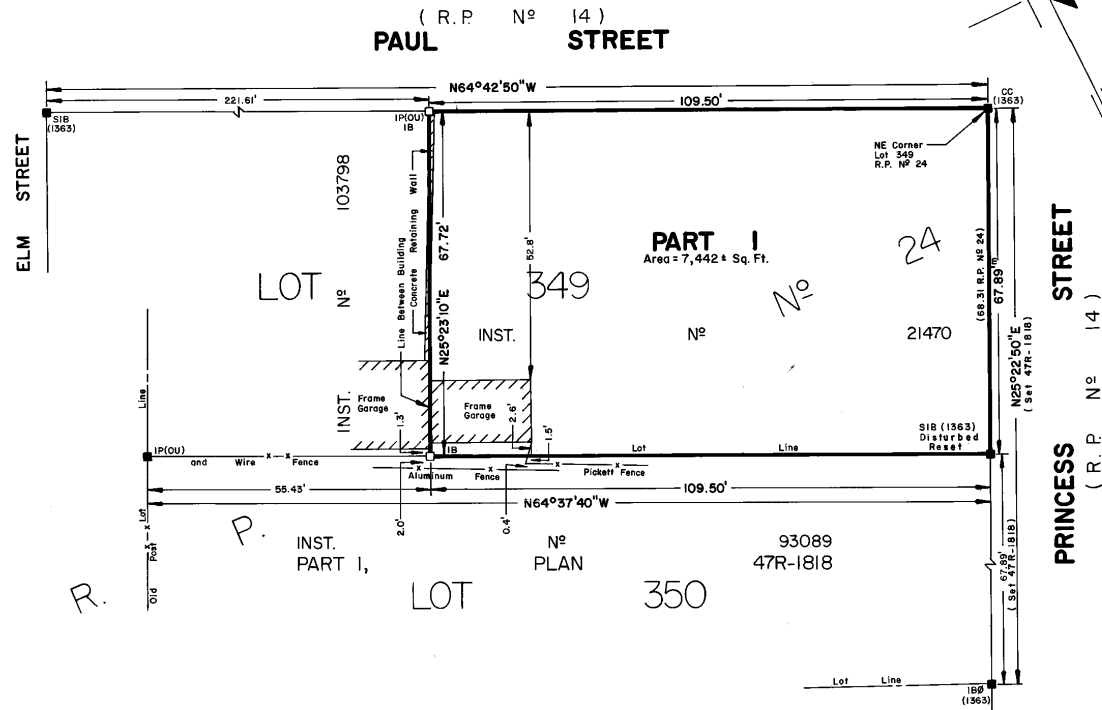 ( R.P. Nº 14 )
PAUL STREET
N64°42'50"W
221.61'
109.50'
CC
(1363)
SIB
(1363)
IP(OU)
IB
NE Corner
Lot 349
R.P. Nº 24
ELM STREET
INST. Nº 103798
Line Between Building
Concrete Retaining Wall
N25°23'10"E 67.72'
52.8'
PART 1
Area = 7,442 ± Sq. Ft.
LOT 349
R. P. Nº 24
INST. Nº 21470
(68.31 R.P. Nº 24)
67.89'm
N25°22'50"E
( Set 47R-1818 )
PRINCESS STREET
( R.P. Nº 14 )
Frame
Garage
Frame
Garage
1.3'
2.6'
1.5'
SIB (1363)
Disturbed
Reset
IP(OU)
IB
Lot Line
and Wire x x Fence
x Aluminum x Fence x Pickett x Fence
55.43'
109.50'
N64°37'40"W
2.0'
0.4'
Old Post x x Lot Line
INST. Nº 93089
PART 1, PLAN 47R-1818
LOT 350
67.89'
( Set 47R-1818 )
Lot Line
IBØ
(1363)